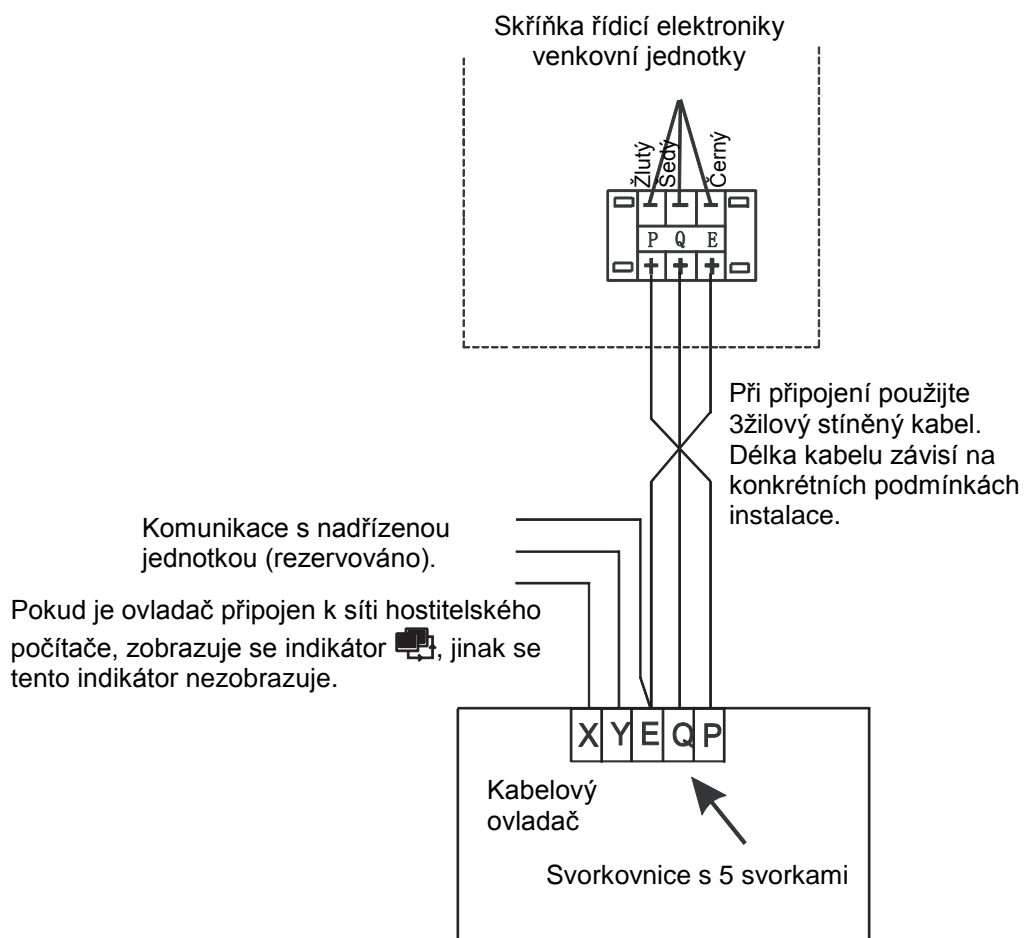 Skříňka řídicí elektroniky
venkovní jednotky
Žlutý
Šedý
Černý
P Q E
Při připojení použijte
3žilový stíněný kabel.
Délka kabelu závisí na
konkrétních podmínkách
instalace.
Komunikace s nadřízenou
jednotkou (rezervováno).
Pokud je ovladač připojen k síti hostitelského
počítače, zobrazuje se indikátor , jinak se
tento indikátor nezobrazuje.
X Y E Q P
Kabelový
ovladač
Svorkovnice s 5 svorkami